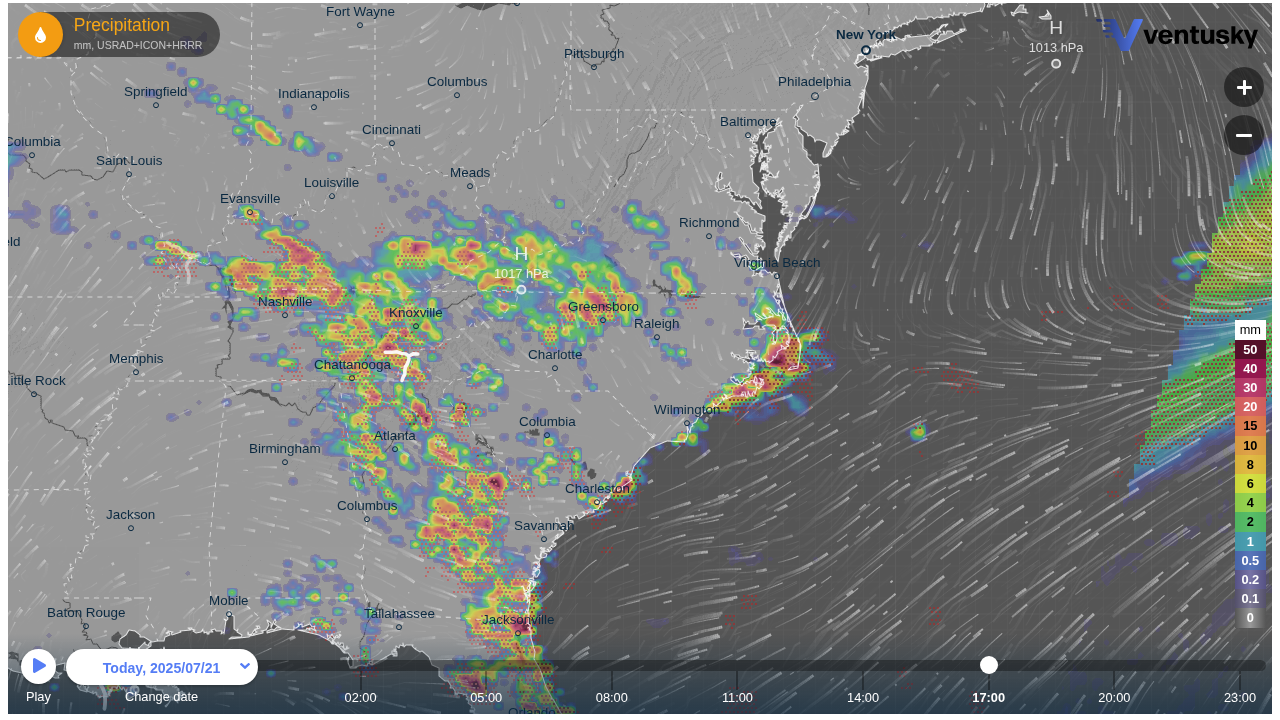 Precipitation
mm, USRAD+ICON+HRRR
Fort Wayne
Pittsburgh
New York
H
1013 hPa
ventusky
Springfield
Indianapolis
Columbus
Philadelphia
+
Columbia
Cincinnati
Baltimore
−
Saint Louis
Louisville
Meads
Evansville
Richmond
eld
H
1017 hPa
Virginia Beach
Nashville
Knoxville
Greensboro
Raleigh
Memphis
Chattanooga
Charlotte
Little Rock
Wilmington
Birmingham
Atlanta
Columbia
Charleston
Jackson
Columbus
Savannah
Baton Rouge
Mobile
Tallahassee
Jacksonville
Orlando
mm
50
40
30
20
15
10
8
6
4
2
1
0.5
0.2
0.1
0
Today, 2025/07/21
Play
Change date
02:00
05:00
08:00
11:00
14:00
17:00
20:00
23:00